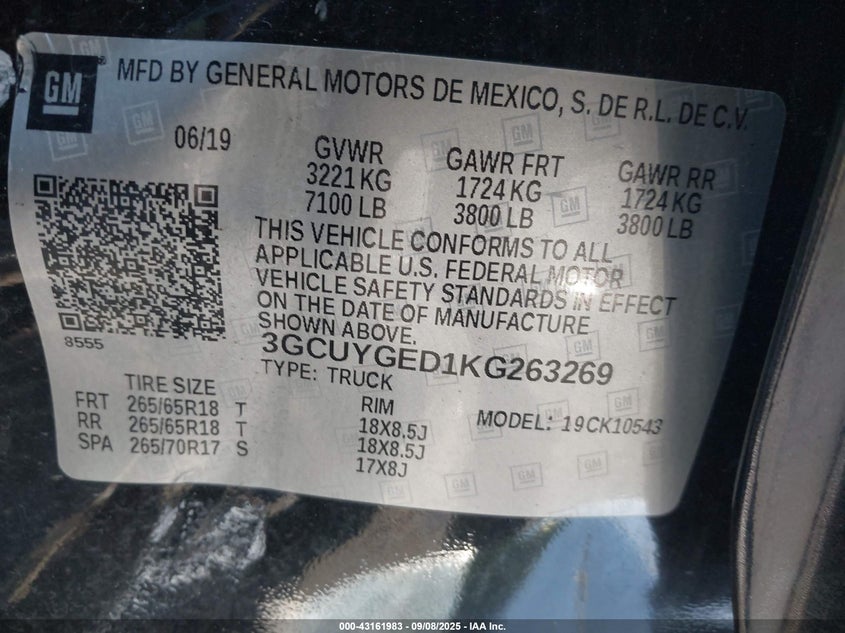 GM
MFD BY GENERAL MOTORS DE MEXICO, S. DE R.L. DE C.V.
06/19
GVWR
3221 KG
7100 LB
GAWR FRT
1724 KG
3800 LB
GAWR RR
1724 KG
3800 LB
THIS VEHICLE CONFORMS TO ALL
APPLICABLE U.S. FEDERAL MOTOR
VEHICLE SAFETY STANDARDS IN EFFECT
ON THE DATE OF MANUFACTURE
SHOWN ABOVE.
8555
3GCUYGED1KG263269
TYPE: TRUCK
MODEL: 19CK10543
TIRE SIZE
RIM
FRT 265/65R18 T 18X8.5J
RR 265/65R18 T 18X8.5J
SPA 265/70R17 S 17X8J
000-43161983 - 09/08/2025 - IAA Inc.